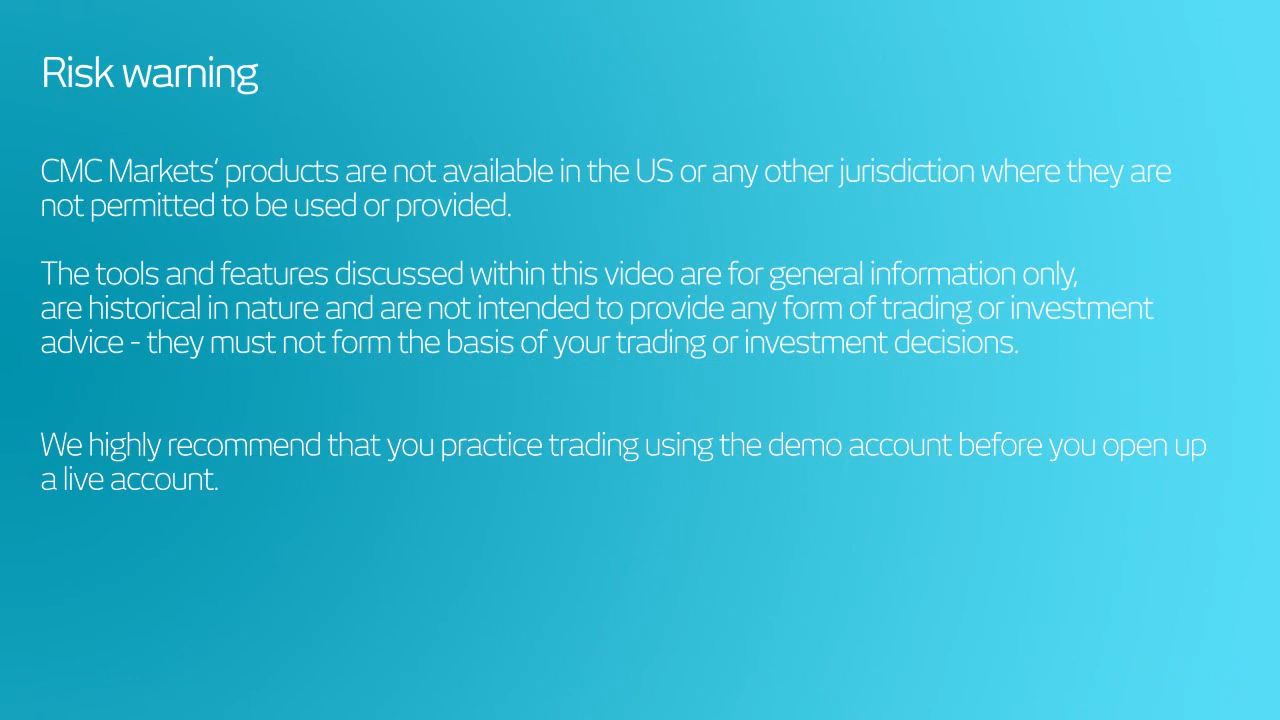 Risk warning
CMC Markets’ products are not available in the US or any other jurisdiction where they are
not permitted to be used or provided.
The tools and features discussed within this video are for general information only,
are historical in nature and are not intended to provide any form of trading or investment
advice - they must not form the basis of your trading or investment decisions.
We highly recommend that you practice trading using the demo account before you open up
a live account.